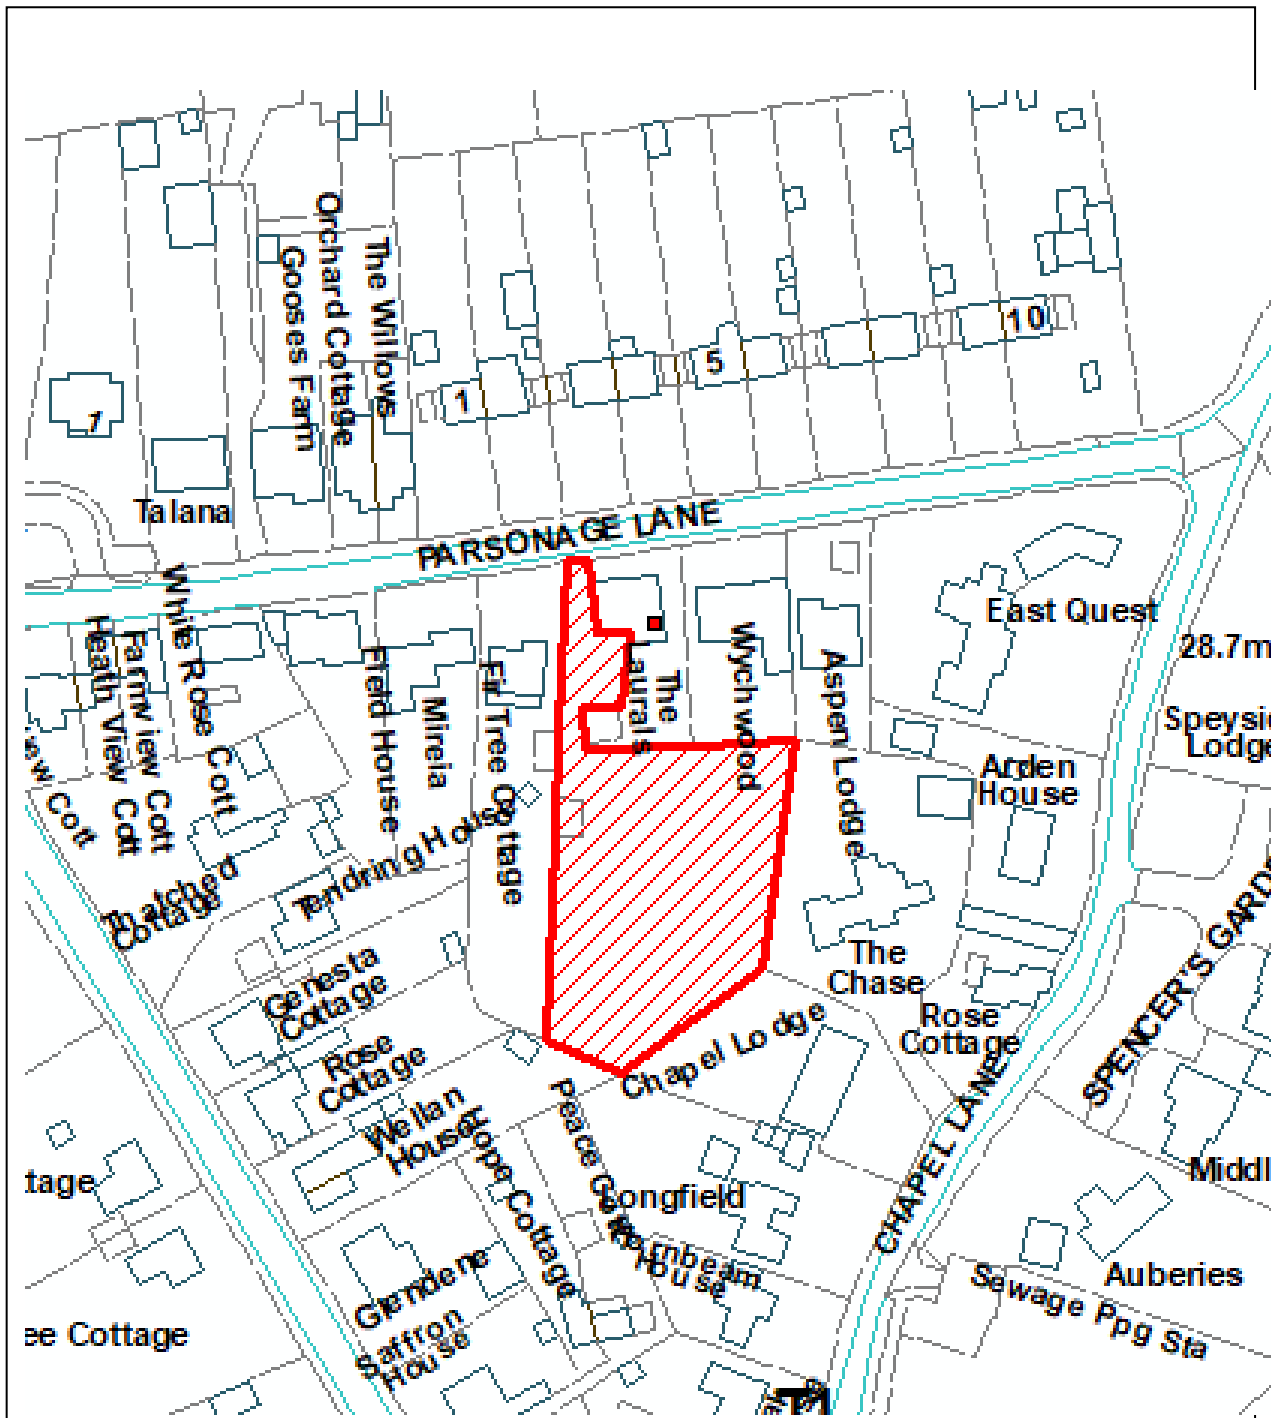 Orchard Cottage
The Willows
Gooses Farm
10
5
1
Talana
PARSONAGE LANE
White Rose Cott
Heath View Cott
Farmview Cott
Field House
Mireia
Fir Tree Cottage
The
Laurals
Wychwood
Aspen Lodge
East Quest
28.7m
Lodge
Arden
House
Cott
Thatched
Cottage
Tendring House
Genesta
Cottage
The
Chase
Rose
Cottage
Rose
Cottage
Chapel Lodge
SPENCER'S
CHAPEL LANE
Wellan
House
Hope Cottage
Peace
Longfield
Hornbeam
House
tage
Glendene
Saffron
House
ee Cottage
Middl
Auberies
Sewage Ppg Sta